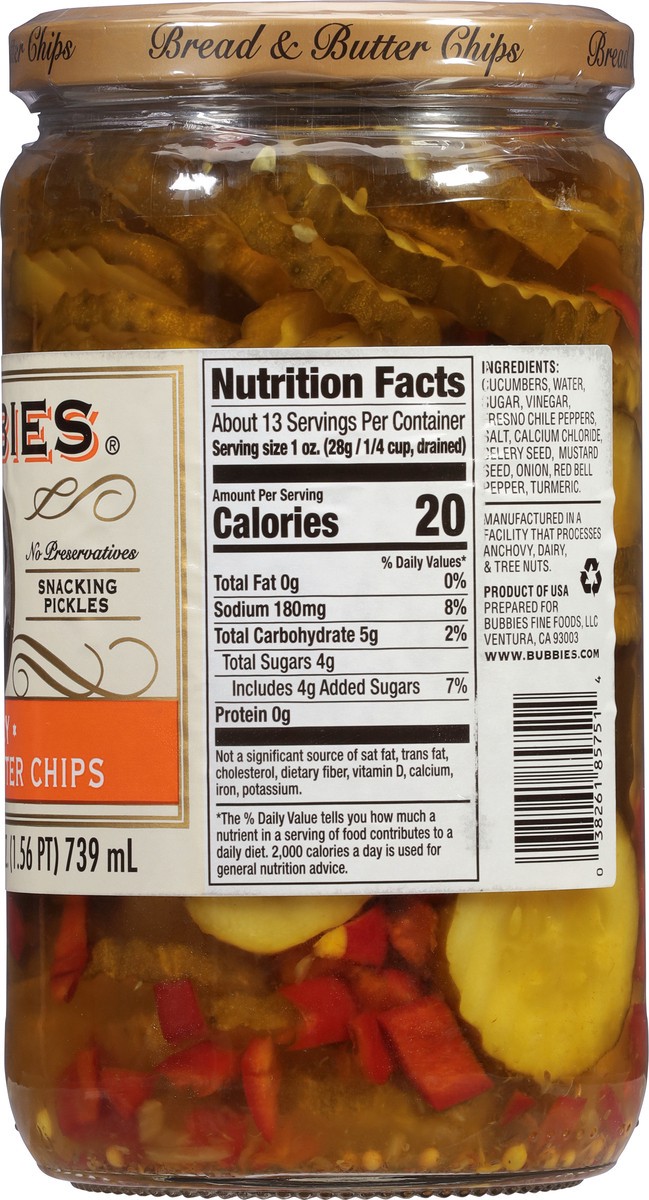 Chips
Bread & Butter Chips
Bread
BIES®
No Preservatives
SNACKING
PICKLES
CHIPS
(1.56 PT) 739 mL
Nutrition Facts
About 13 Servings Per Container
Serving size 1 oz. (28g / 1/4 cup, drained)
Amount Per Serving
Calories 20
% Daily Values*
Total Fat 0g 0%
Sodium 180mg 8%
Total Carbohydrate 5g 2%
Total Sugars 4g
Includes 4g Added Sugars 7%
Protein 0g
Not a significant source of sat fat, trans fat,
cholesterol, dietary fiber, vitamin D, calcium,
iron, potassium.
*The % Daily Value tells you how much a
nutrient in a serving of food contributes to a
daily diet. 2,000 calories a day is used for
general nutrition advice.
INGREDIENTS:
CUCUMBERS, WATER,
SUGAR, VINEGAR,
FRESNO CHILE PEPPERS,
SALT, CALCIUM CHLORIDE,
CELERY SEED, MUSTARD
SEED, ONION, RED BELL
PEPPER, TURMERIC.
MANUFACTURED IN A
FACILITY THAT PROCESSES
ANCHOVY, DAIRY,
& TREE NUTS.
PRODUCT OF USA
PREPARED FOR
BUBBIES FINE FOODS, LLC
VENTURA, CA 93003
WWW.BUBBIES.COM
0 38261 85751 4